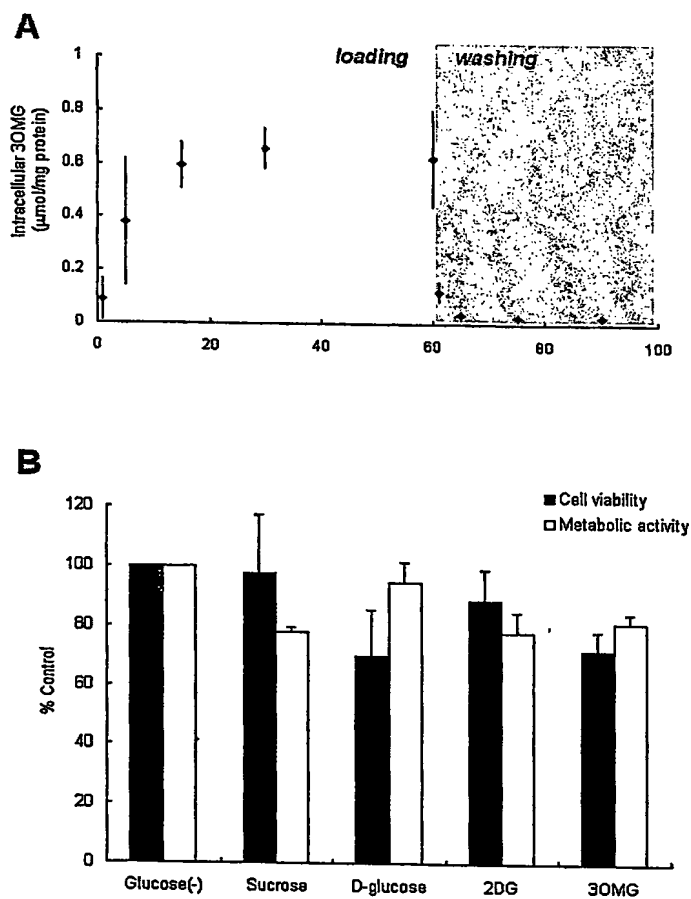 A
loading washing
Intracellular 3OMG
(µmol/mg protein)
1
0.8
0.6
0.4
0.2
0
0 20 40 60 80 100
B
Cell viability
Metabolic activity
% Control
120
100
80
60
40
20
0
Glucose(-) Sucrose D-glucose 2DG 3OMG